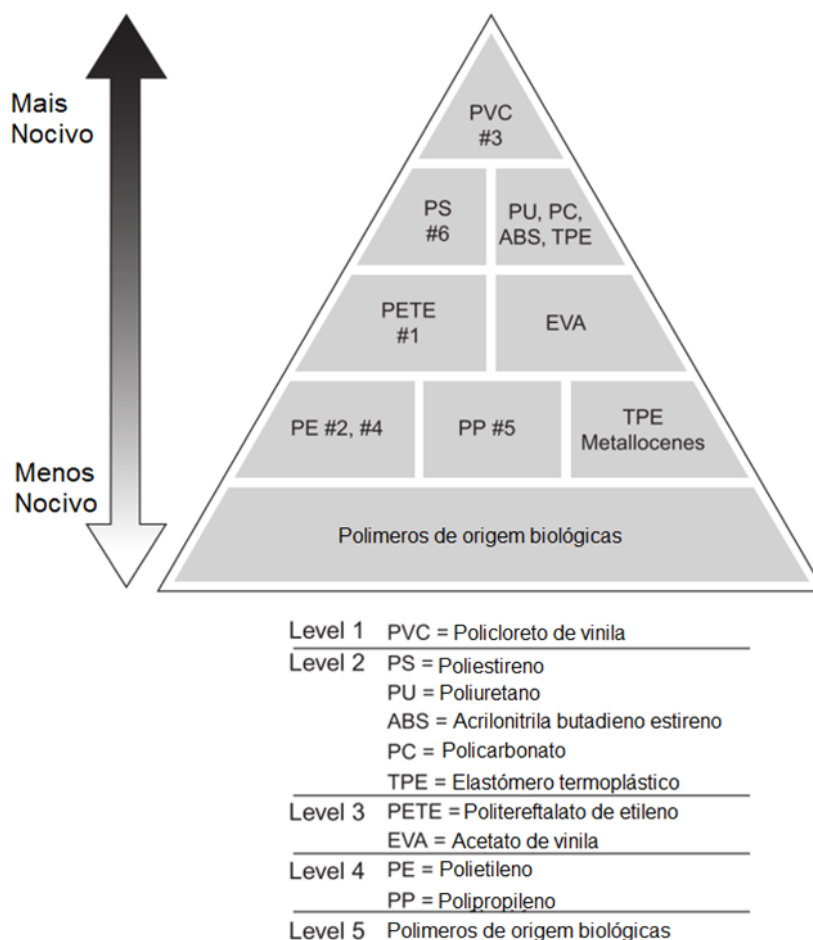 Mais
Nocivo
PVC
#3
PS
#6
PU, PC,
ABS, TPE
PETE
#1
EVA
PE #2, #4
PP #5
TPE
Metallocenes
Menos
Nocivo
Polimeros de origem biológicas
Level 1 PVC = Policloreto de vinila
Level 2 PS = Poliestireno
PU = Poliuretano
ABS = Acrilonitrila butadieno estireno
PC = Policarbonato
TPE = Elastómero termoplástico
Level 3 PETE = Politereftalato de etileno
EVA = Acetato de vinila
Level 4 PE = Polietileno
PP = Polipropileno
Level 5 Polimeros de origem biológicas